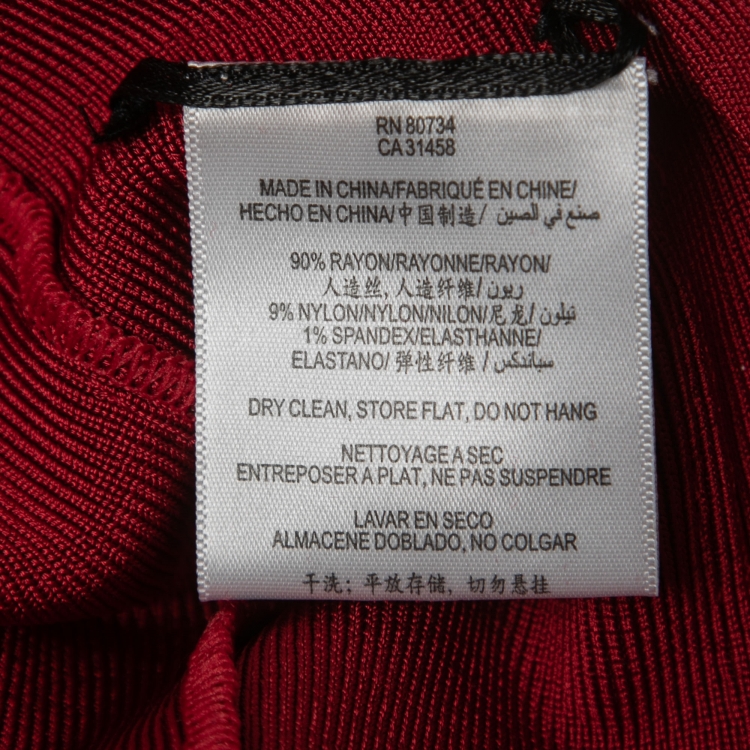 RN 80734
CA 31458
MADE IN CHINA/FABRIQUÉ EN CHINE/
HECHO EN CHINA/中国制造/ صنع في الصين
90% RAYON/RAYONNE/RAYON/
人造丝, 人造纤维/ ريون/
9% NYLON/NYLON/NILON/尼龙/ نيلون/
1% SPANDEX/ELASTHANNE/
ELASTANO/ 弹性纤维 / سباندكس/
DRY CLEAN, STORE FLAT, DO NOT HANG
NETTOYAGE A SEC
ENTREPOSER A PLAT, NE PAS SUSPENDRE
LAVAR EN SECO
ALMACENE DOBLADO, NO COLGAR
干洗; 平放存储, 切勿悬挂